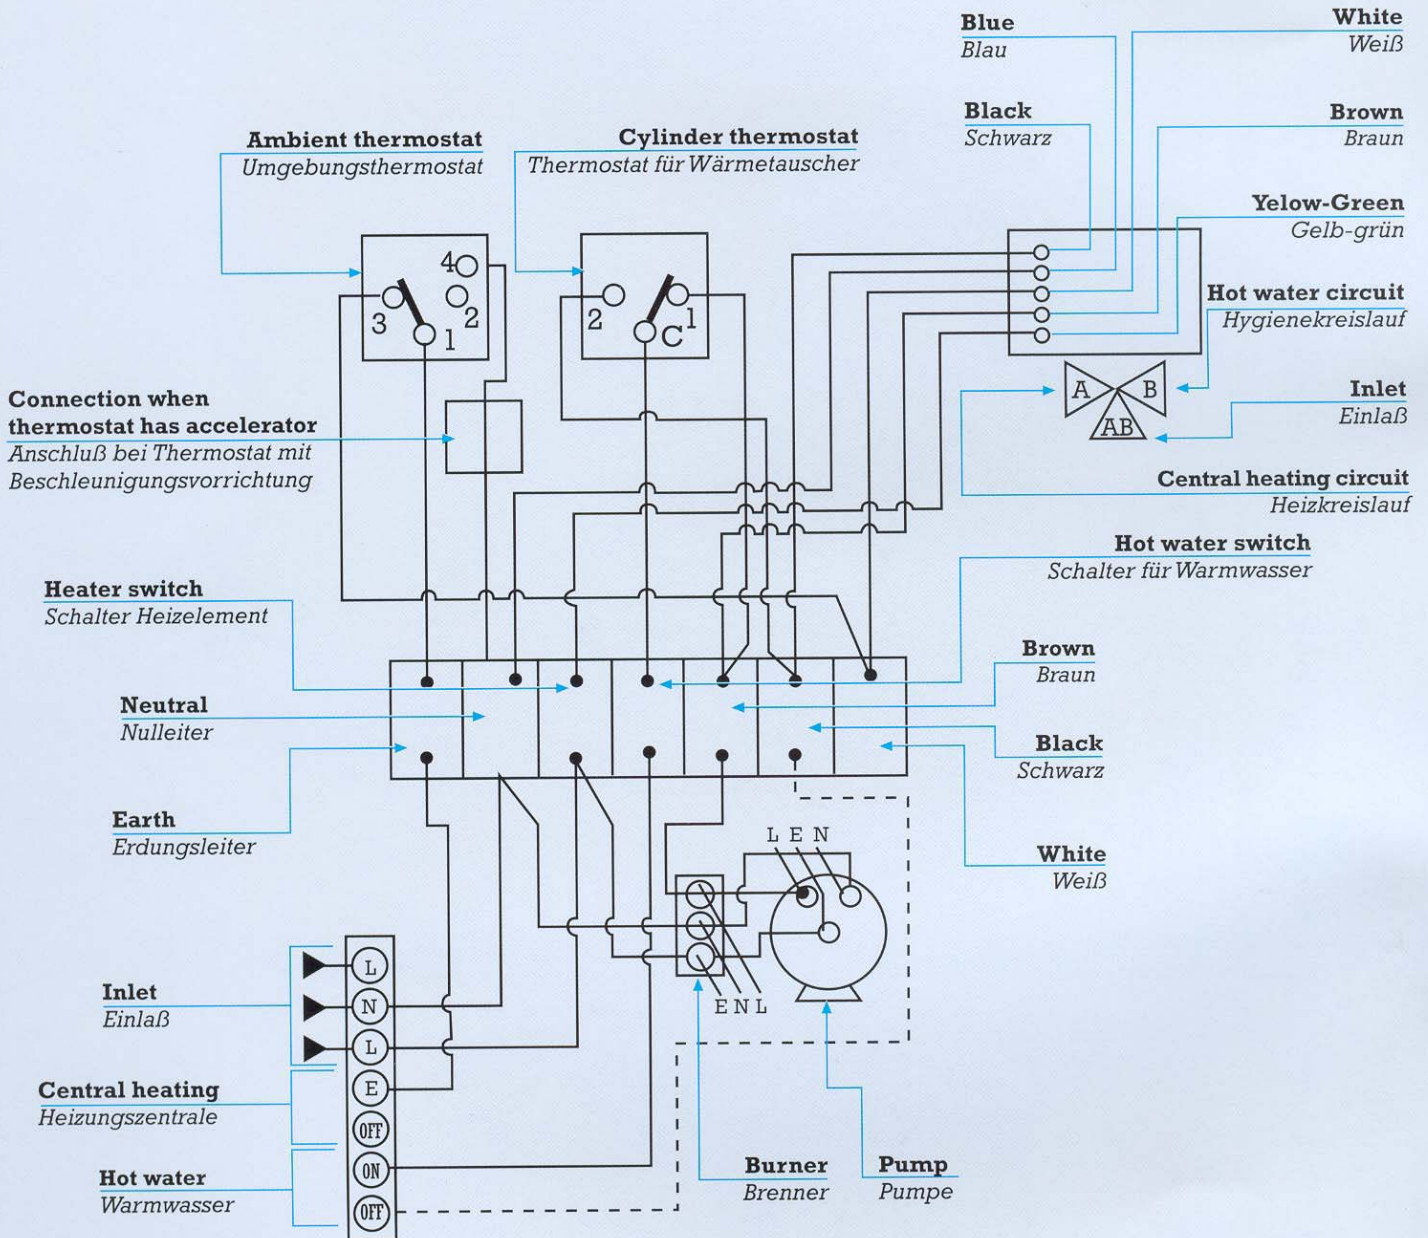 Blue
Blau
White
Weiß
Black
Schwarz
Brown
Braun
Ambient thermostat
Umgebungsthermostat
Cylinder thermostat
Thermostat für Wärmetauscher
Yelow-Green
Gelb-grün
4
3
2
1
2
1
C
Hot water circuit
Hygienekreislauf
A
B
AB
Inlet
Einlaß
Connection when
thermostat has accelerator
Anschluß bei Thermostat mit
Beschleunigungsvorrichtung
Central heating circuit
Heizkreislauf
Hot water switch
Schalter für Warmwasser
Heater switch
Schalter Heizelement
Brown
Braun
Neutral
Nulleiter
Black
Schwarz
Earth
Erdungsleiter
White
Weiß
L E N
E N L
Inlet
Einlaß
L
N
L
Central heating
Heizungszentrale
E
OFF
Hot water
Warmwasser
ON
OFF
Burner
Brenner
Pump
Pumpe